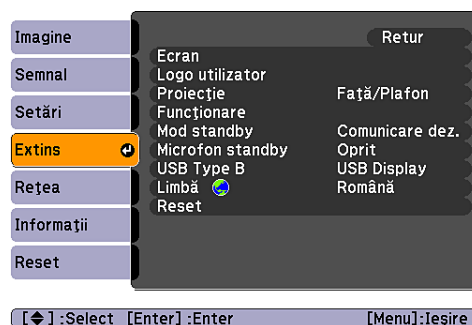 Imagine
Semnal
Setări
Extins
Reţea
Informaţii
Reset
Retur
Ecran
Logo utilizator
Proiecţie Faţă/Plafon
Funcţionare
Mod standby Comunicare dez.
Microfon standby Oprit
USB Type B USB Display
Limbă Română
Reset
[◆] :Select [Enter] :Enter [Menu]:Ieşire